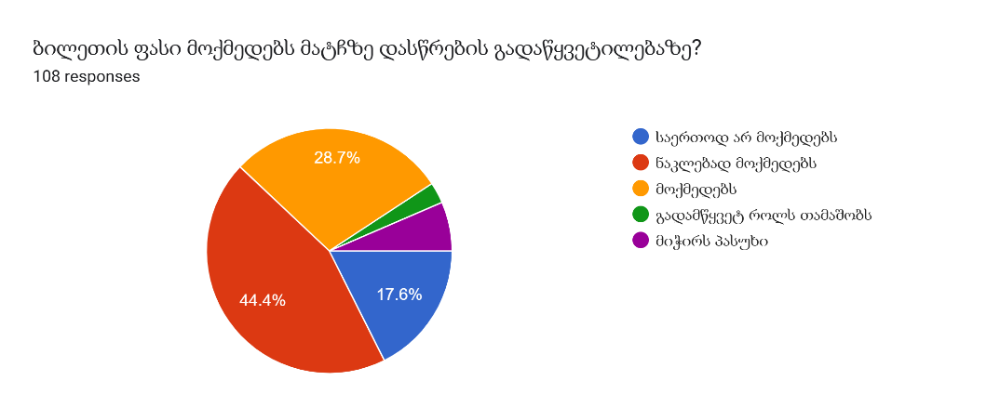 ბილეთის ფასი მოქმედებს მატჩზე დასწრების გადაწყვეტილებაზე?
108 responses
28.7%
44.4%
17.6%
საერთოდ არ მოქმედებს
ნაკლებად მოქმედებს
მოქმედებს
გადამწყვეტ როლს თამაშობს
მიჭირს პასუხი